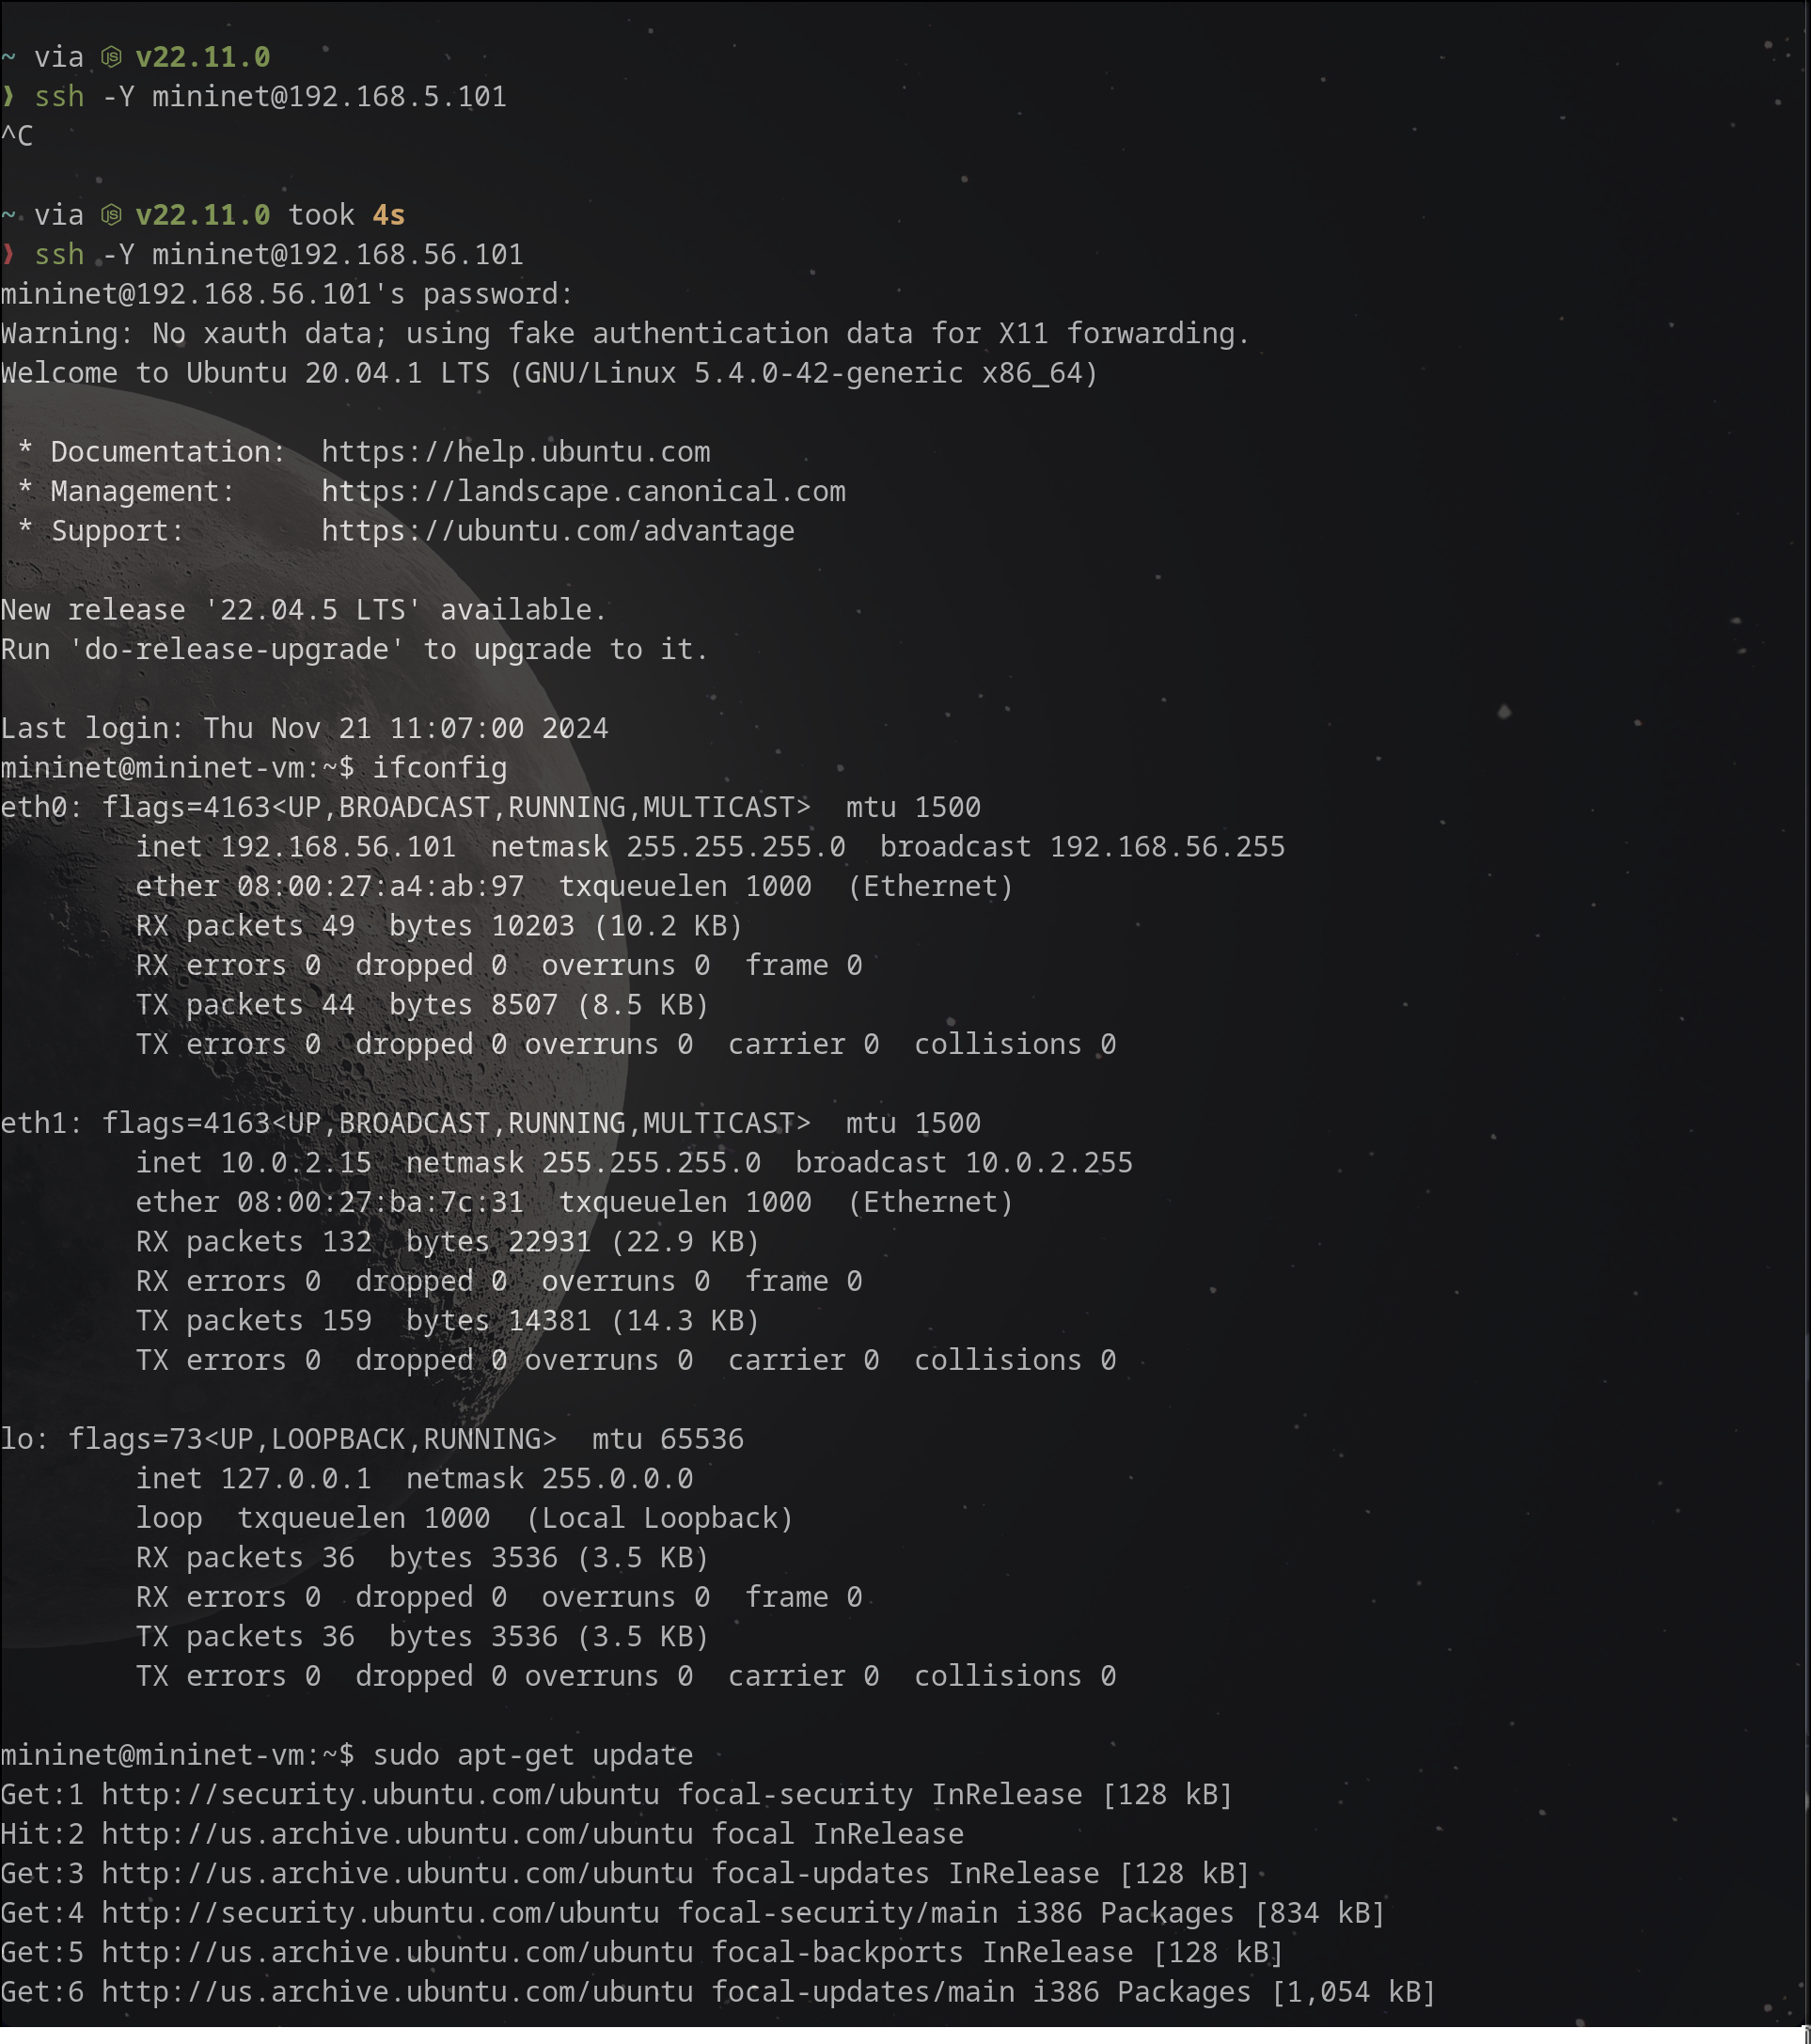 ~ via v22.11.0
❯ ssh -Y mininet@192.168.5.101
^C
~ via v22.11.0 took 4s
❯ ssh -Y mininet@192.168.56.101
mininet@192.168.56.101's password:
Warning: No xauth data; using fake authentication data for X11 forwarding.
Welcome to Ubuntu 20.04.1 LTS (GNU/Linux 5.4.0-42-generic x86_64)
 * Documentation:  https://help.ubuntu.com
 * Management:     https://landscape.canonical.com
 * Support:        https://ubuntu.com/advantage
New release '22.04.5 LTS' available.
Run 'do-release-upgrade' to upgrade to it.
Last login: Thu Nov 21 11:07:00 2024
mininet@mininet-vm:~$ ifconfig
eth0: flags=4163<UP,BROADCAST,RUNNING,MULTICAST>  mtu 1500
        inet 192.168.56.101  netmask 255.255.255.0  broadcast 192.168.56.255
        ether 08:00:27:a4:ab:97  txqueuelen 1000  (Ethernet)
        RX packets 49  bytes 10203 (10.2 KB)
        RX errors 0  dropped 0  overruns 0  frame 0
        TX packets 44  bytes 8507 (8.5 KB)
        TX errors 0  dropped 0 overruns 0  carrier 0  collisions 0
eth1: flags=4163<UP,BROADCAST,RUNNING,MULTICAST>  mtu 1500
        inet 10.0.2.15  netmask 255.255.255.0  broadcast 10.0.2.255
        ether 08:00:27:ba:7c:31  txqueuelen 1000  (Ethernet)
        RX packets 132  bytes 22931 (22.9 KB)
        RX errors 0  dropped 0  overruns 0  frame 0
        TX packets 159  bytes 14381 (14.3 KB)
        TX errors 0  dropped 0 overruns 0  carrier 0  collisions 0
lo: flags=73<UP,LOOPBACK,RUNNING>  mtu 65536
        inet 127.0.0.1  netmask 255.0.0.0
        loop  txqueuelen 1000  (Local Loopback)
        RX packets 36  bytes 3536 (3.5 KB)
        RX errors 0  dropped 0  overruns 0  frame 0
        TX packets 36  bytes 3536 (3.5 KB)
        TX errors 0  dropped 0 overruns 0  carrier 0  collisions 0
mininet@mininet-vm:~$ sudo apt-get update
Get:1 http://security.ubuntu.com/ubuntu focal-security InRelease [128 kB]
Hit:2 http://us.archive.ubuntu.com/ubuntu focal InRelease
Get:3 http://us.archive.ubuntu.com/ubuntu focal-updates InRelease [128 kB]
Get:4 http://security.ubuntu.com/ubuntu focal-security/main i386 Packages [834 kB]
Get:5 http://us.archive.ubuntu.com/ubuntu focal-backports InRelease [128 kB]
Get:6 http://us.archive.ubuntu.com/ubuntu focal-updates/main i386 Packages [1,054 kB]